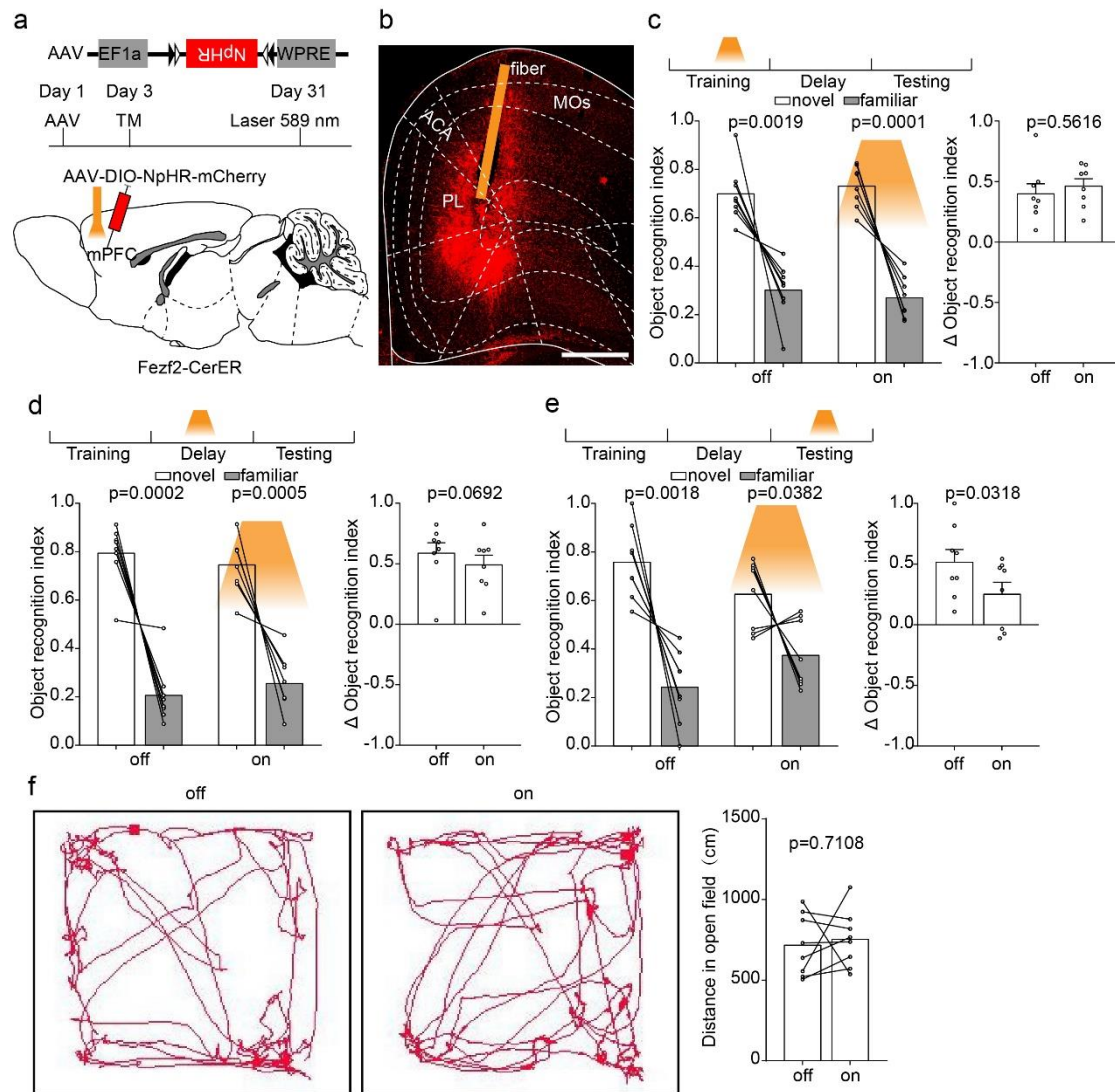 a
AAV EF1a NpHR WPRE
Day 1 Day 3 Day 31
AAV TM Laser 589 nm
AAV-DIO-NpHR-mCherry
mPFC
Fezf2-CerER
b
fiber
MOs
ACA
PL
c
Training Delay Testing
novel familiar
p=0.0019 p=0.0001
Object recognition index
1.0
0.8
0.6
0.4
0.2
0.0
off on
p=0.5616
Δ Object recognition index
1.0
0.5
0.0
-0.5
-1.0
off on
d
Training Delay Testing
novel familiar
p=0.0002 p=0.0005
Object recognition index
1.0
0.8
0.6
0.4
0.2
0.0
off on
p=0.0692
Δ Object recognition index
1.0
0.5
0.0
-0.5
-1.0
off on
e
Training Delay Testing
novel familiar
p=0.0018 p=0.0382
Object recognition index
1.0
0.8
0.6
0.4
0.2
0.0
off on
p=0.0318
Δ Object recognition index
1.0
0.5
0.0
-0.5
-1.0
off on
f
off on
p=0.7108
Distance in open field (cm)
1500
1000
500
0
off on